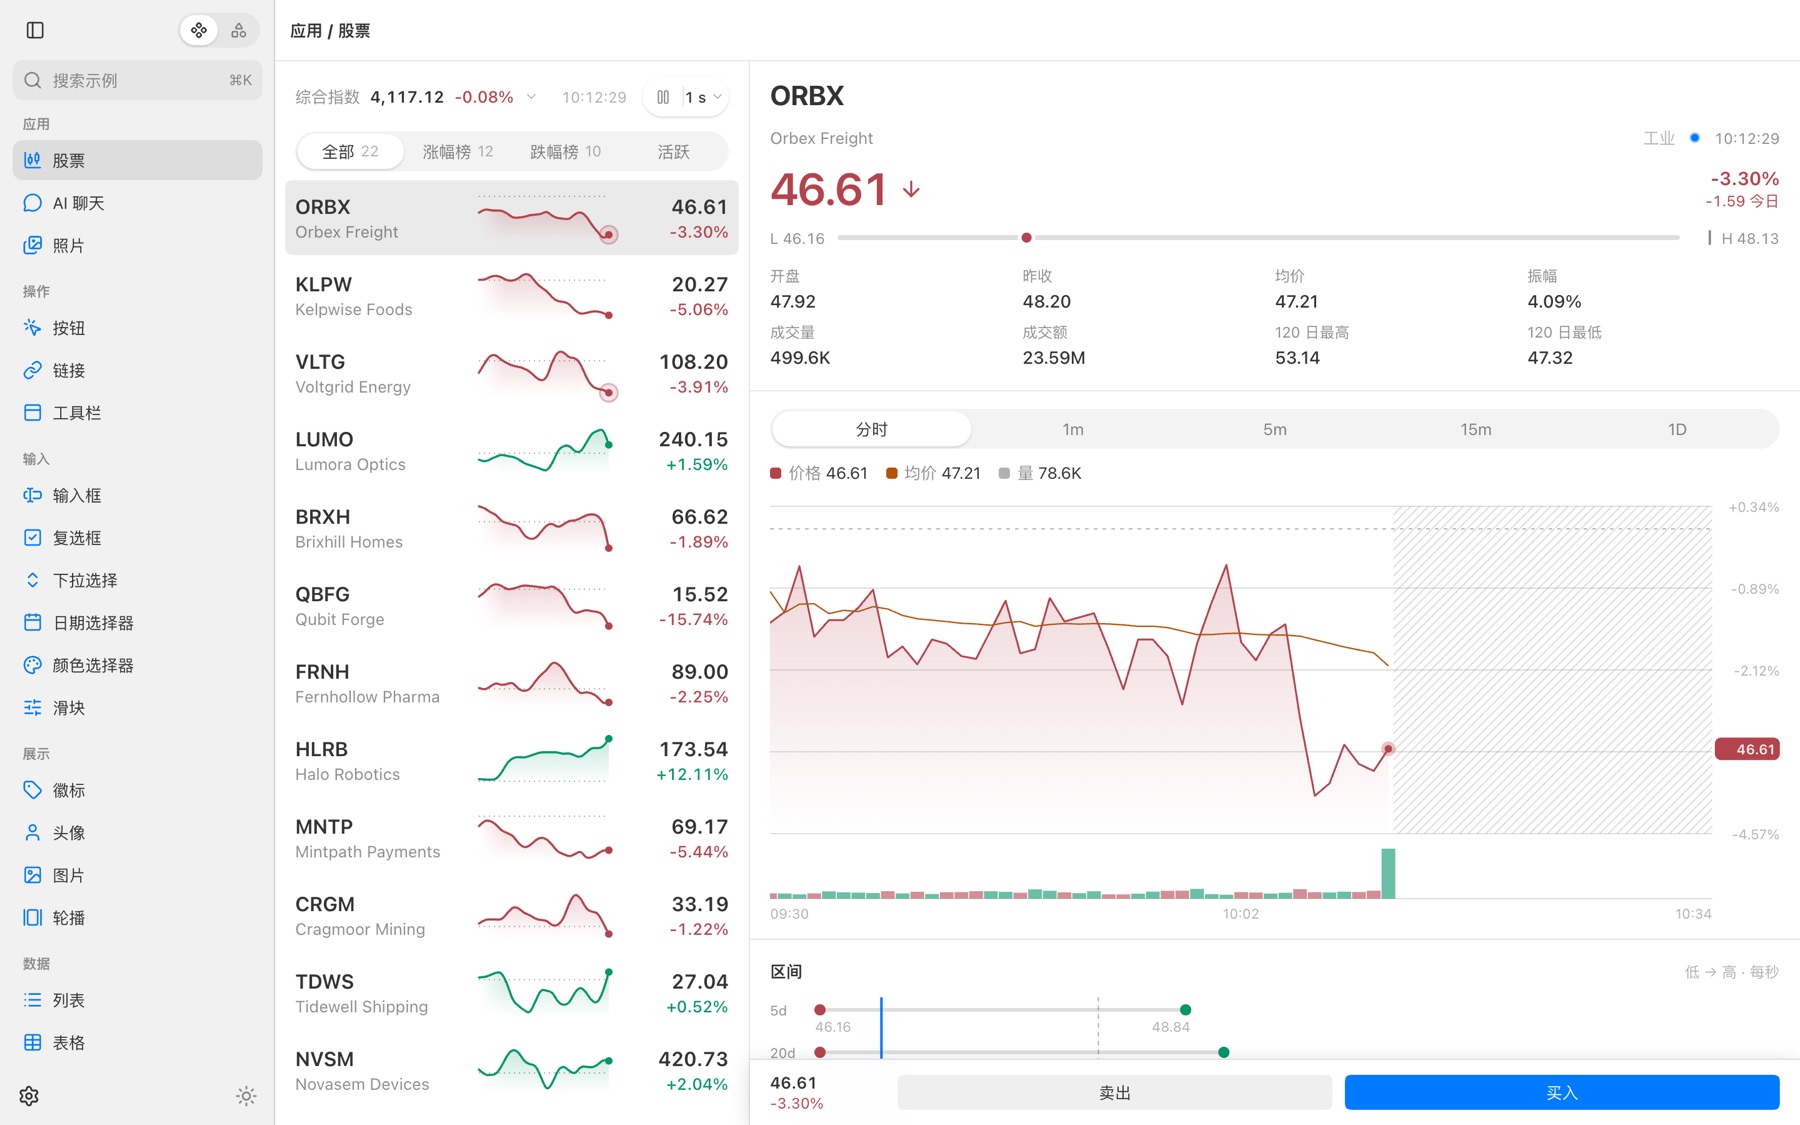 应用 / 股票
搜索示例 ⌘K
应用
股票
AI 聊天
照片
操作
按钮
链接
工具栏
输入
输入框
复选框
下拉选择
日期选择器
颜色选择器
滑块
展示
徽标
头像
图片
轮播
数据
列表
表格
综合指数 4,117.12 -0.08% 10:12:29 1 s
全部 22 涨幅榜 12 跌幅榜 10 活跃
ORBX 46.61
Orbex Freight -3.30%
KLPW 20.27
Kelpwise Foods -5.06%
VLTG 108.20
Voltgrid Energy -3.91%
LUMO 240.15
Lumora Optics +1.59%
BRXH 66.62
Brixhill Homes -1.89%
QBFG 15.52
Qubit Forge -15.74%
FRNH 89.00
Fernhollow Pharma -2.25%
HLRB 173.54
Halo Robotics +12.11%
MNTP 69.17
Mintpath Payments -5.44%
CRGM 33.19
Cragmoor Mining -1.22%
TDWS 27.04
Tidewell Shipping +0.52%
NVSM 420.73
Novasem Devices +2.04%
ORBX
Orbex Freight 工业 10:12:29
46.61 -3.30%
-1.59 今日
L 46.16 H 48.13
开盘 昨收 均价 振幅
47.92 48.20 47.21 4.09%
成交量 成交额 120 日最高 120 日最低
499.6K 23.59M 53.14 47.32
分时 1m 5m 15m 1D
价格 46.61 均价 47.21 量 78.6K
+0.34%
-0.89%
-2.12%
46.61
-4.57%
09:30 10:02 10:34
区间 低 → 高 · 每秒
5d
46.16 48.84
20d
46.61
-3.30%
卖出 买入